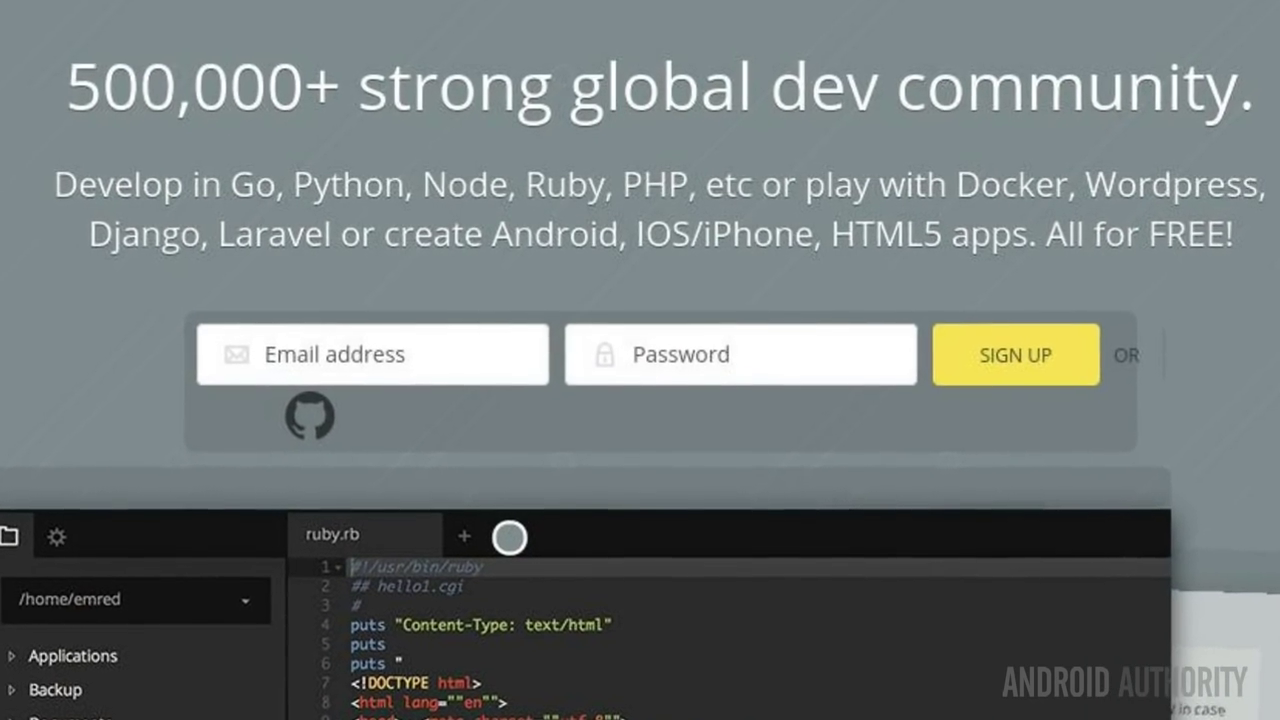 500,000+ strong global dev community.
Develop in Go, Python, Node, Ruby, PHP, etc or play with Docker, Wordpress,
Django, Laravel or create Android, IOS/iPhone, HTML5 apps. All for FREE!
Email address
Password
SIGN UP
OR
ruby.rb
+
/home/emred
Applications
Backup
1 #!/usr/bin/ruby
2 ## hello1.cgi
3 #
4 puts "Content-Type: text/html"
5 puts
6 puts "
7 <!DOCTYPE html>
8 <html lang=""en"">
ANDROID AUTHORITY
in case